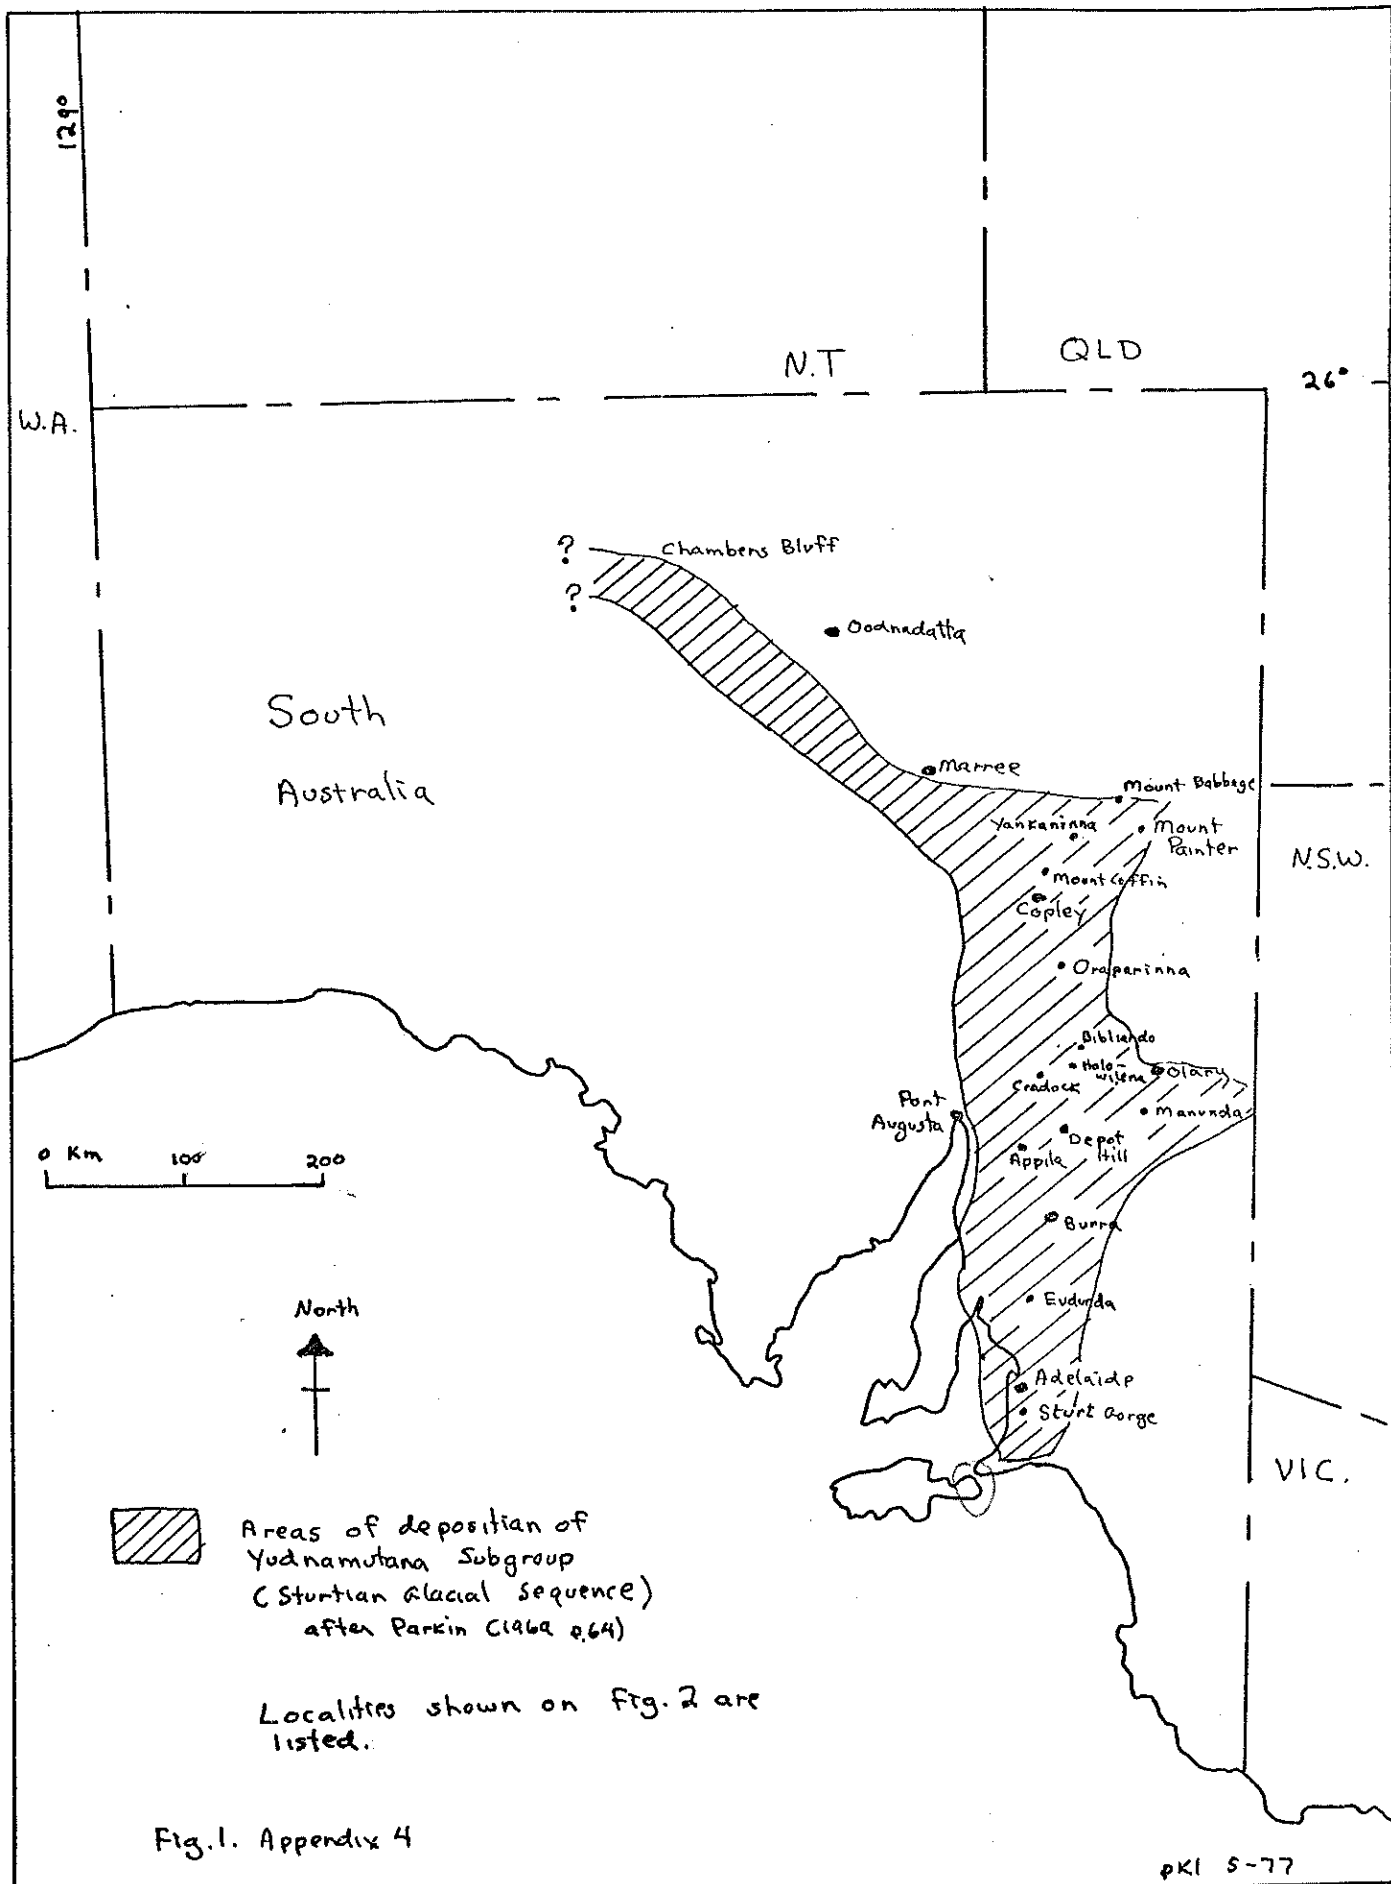 129°
N.T
QLD
26°
W.A.
? Chambers Bluff
?
Oodnadatta
South
Australia
Marree
Mount Babbage
Yankaninna
Mount
Painter
N.S.W.
Mount Coffin
Copley
Oraparinna
Bibliando
Holo-
wilena
Olary
Cradock
Manunda
Port
Augusta
Depot
Hill
Appila
0 Km 100 200
Burra
North
Eudunda
Adelaide
Sturt Gorge
VIC.
Areas of deposition of
Yudnamutana Subgroup
(Sturtian Glacial Sequence)
after Parkin (1969 p.64)
Localities shown on Fig. 2 are
listed.
Fig. 1. Appendix 4
PKI 5-77